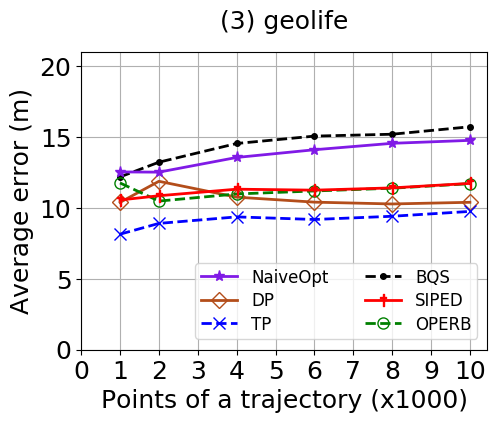 (3) geolife
Average error (m)
20
15
10
5
0
NaiveOpt
DP
TP
BQS
SIPED
OPERB
0 1 2 3 4 5 6 7 8 9 10
Points of a trajectory (x1000)